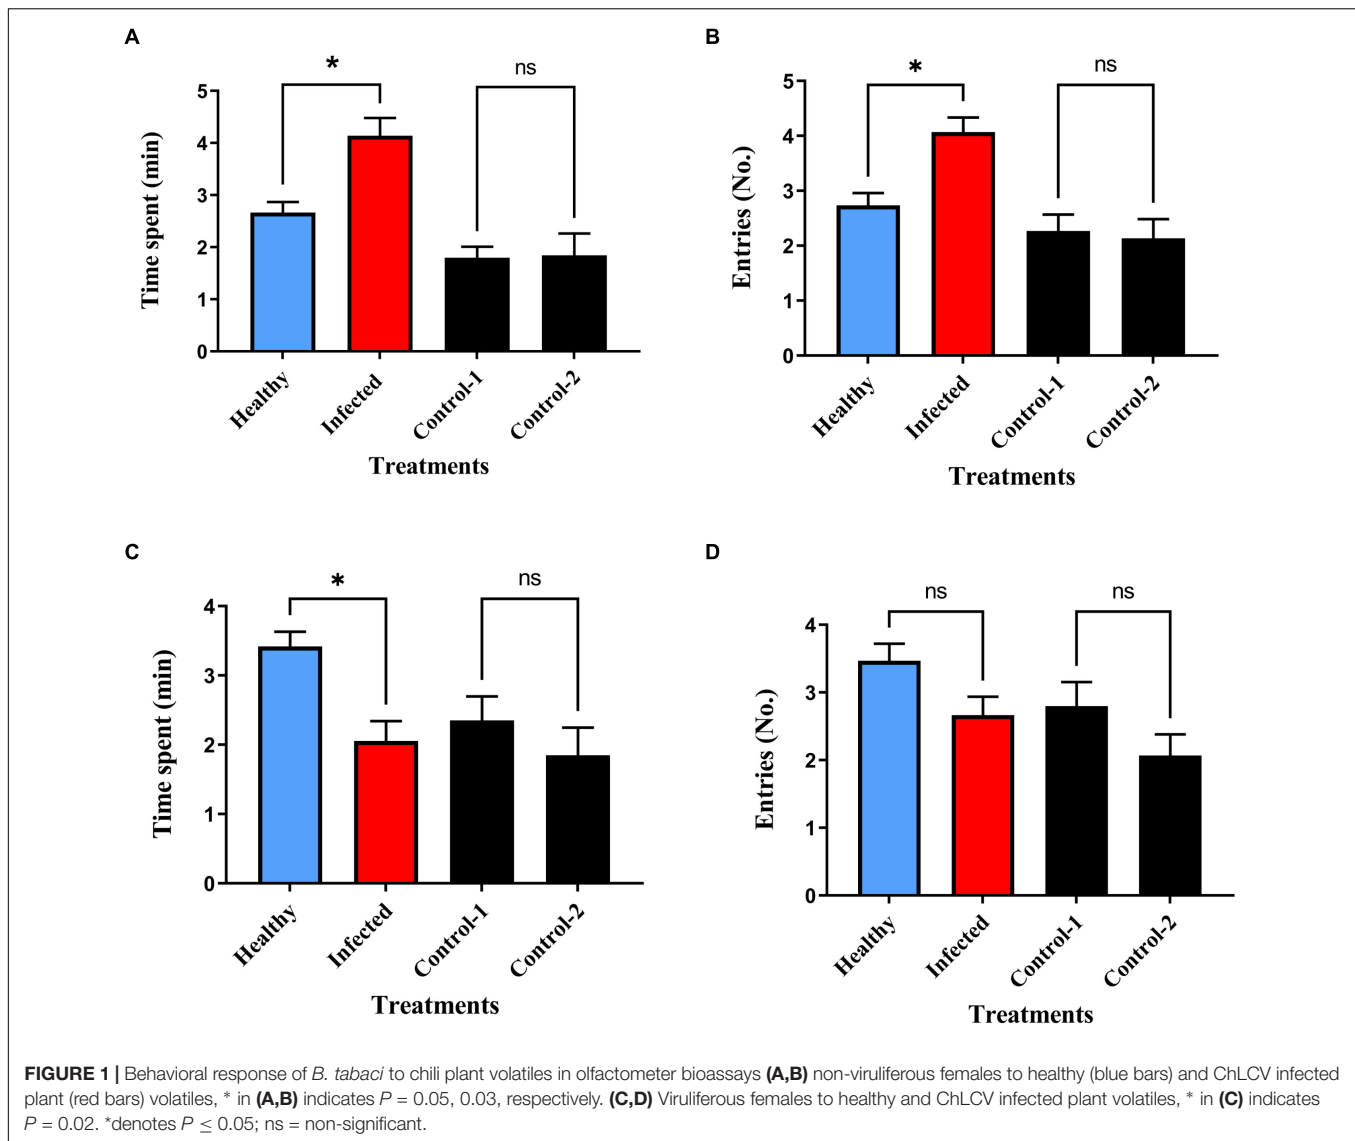 A
*
ns
5
4
3
2
1
0
Time spent (min)
Healthy
Infected
Control-1
Control-2
Treatments
B
*
ns
5
4
3
2
1
0
Entries (No.)
Healthy
Infected
Control-1
Control-2
Treatments
C
*
ns
4
3
2
1
0
Time spent (min)
Healthy
Infected
Control-1
Control-2
Treatments
D
ns
ns
4
3
2
1
0
Entries (No.)
Healthy
Infected
Control-1
Control-2
Treatments
FIGURE 1 | Behavioral response of B. tabaci to chili plant volatiles in olfactometer bioassays (A,B) non-viruliferous females to healthy (blue bars) and ChLCV infected
plant (red bars) volatiles, * in (A,B) indicates P = 0.05, 0.03, respectively. (C,D) Viruliferous females to healthy and ChLCV infected plant volatiles, * in (C) indicates
P = 0.02. *denotes P ≤ 0.05; ns = non-significant.